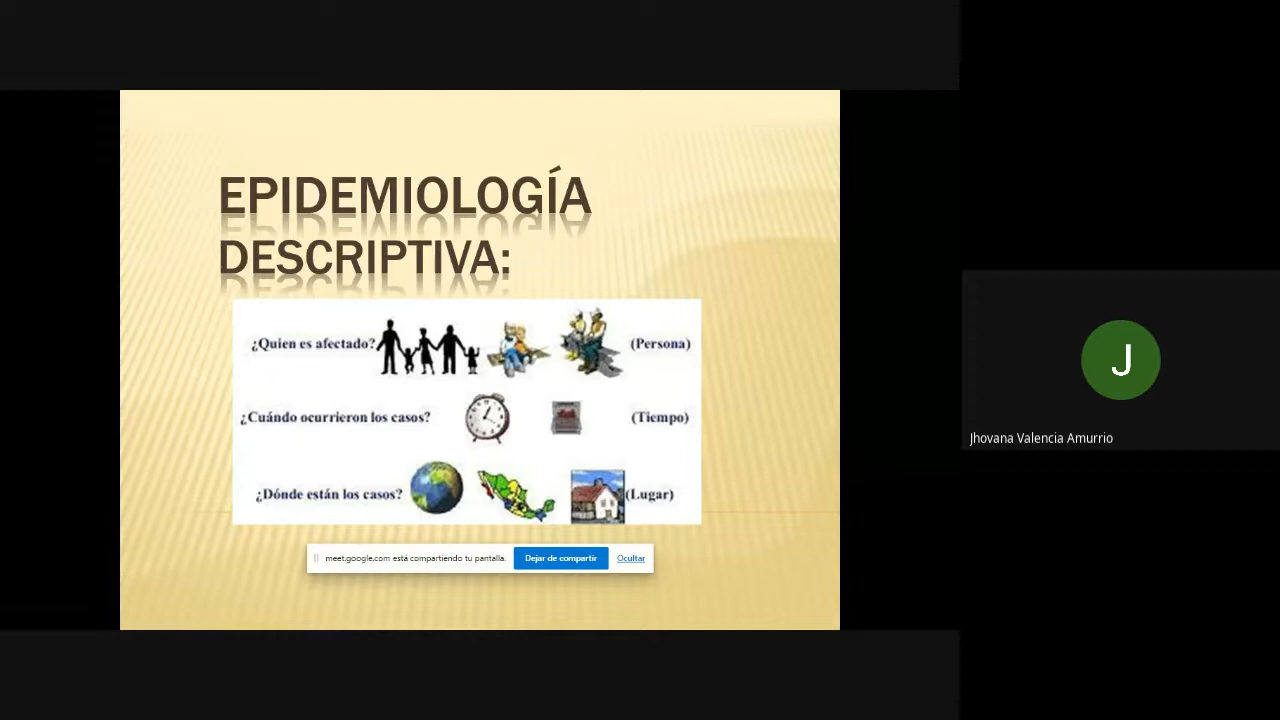 EPIDEMIOLOGÍA
DESCRIPTIVA:
¿Quien es afectado? (Persona)
¿Cuándo ocurrieron los casos? (Tiempo)
¿Dónde están los casos? (Lugar)
meet.google.com está compartiendo tu pantalla. Dejar de compartir Ocultar
J
Jhovana Valencia Amurrio